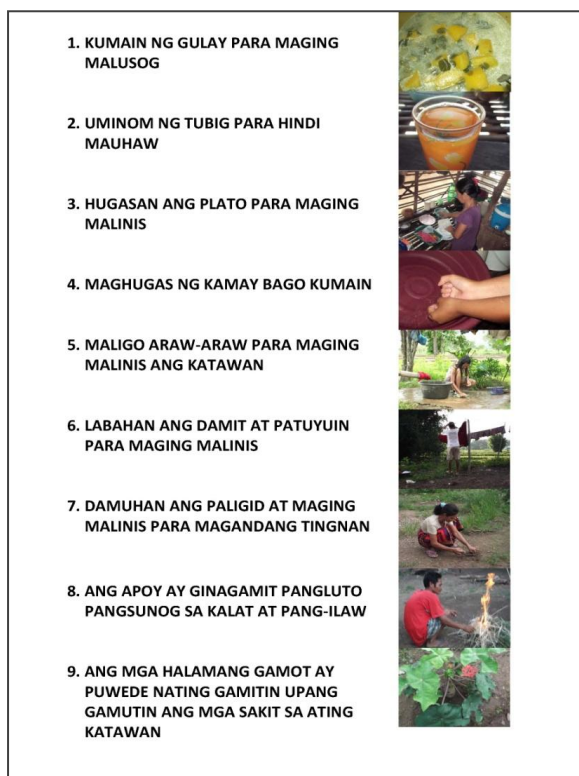 1. KUMAIN NG GULAY PARA MAGING
MALUSOG
2. UMINOM NG TUBIG PARA HINDI
MAUHAW
3. HUGASAN ANG PLATO PARA MAGING
MALINIS
4. MAGHUGAS NG KAMAY BAGO KUMAIN
5. MALIGO ARAW-ARAW PARA MAGING
MALINIS ANG KATAWAN
6. LABAHAN ANG DAMIT AT PATUYUIN
PARA MAGING MALINIS
7. DAMUHAN ANG PALIGID AT MAGING
MALINIS PARA MAGANDANG TINGNAN
8. ANG APOY AY GINAGAMIT PANGLUTO
PANGSUNOG SA KALAT AT PANG-ILAW
9. ANG MGA HALAMANG GAMOT AY
PUWEDE NATING GAMITIN UPANG
GAMUTIN ANG MGA SAKIT SA ATING
KATAWAN